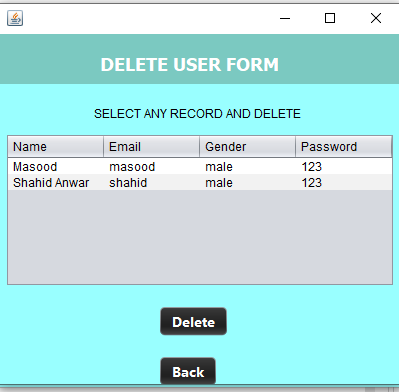 DELETE USER FORM
SELECT ANY RECORD AND DELETE
Name Email Gender Password
Masood masood male 123
Shahid Anwar shahid male 123
Delete
Back